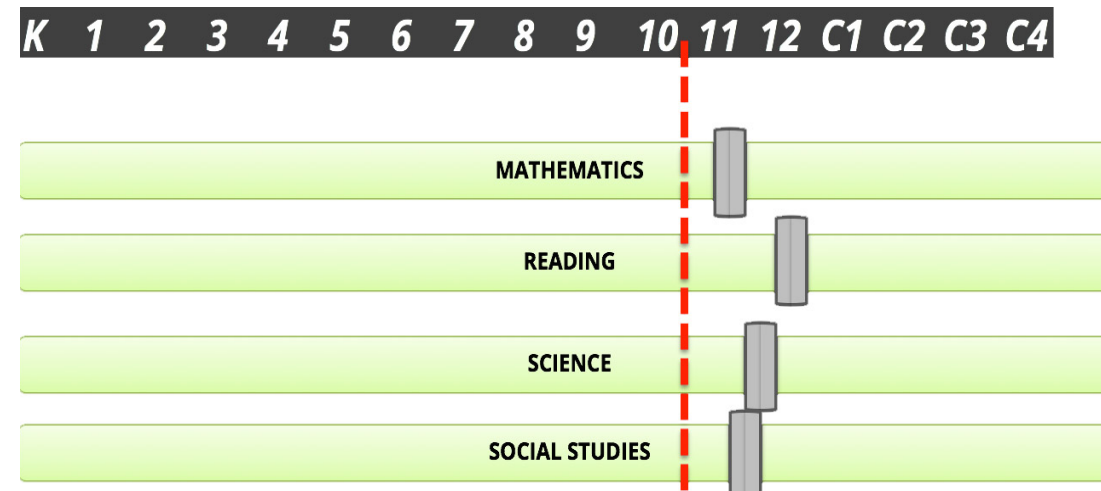 K 1 2 3 4 5 6 7 8 9 10 11 12 C1 C2 C3 C4
MATHEMATICS
READING
SCIENCE
SOCIAL STUDIES